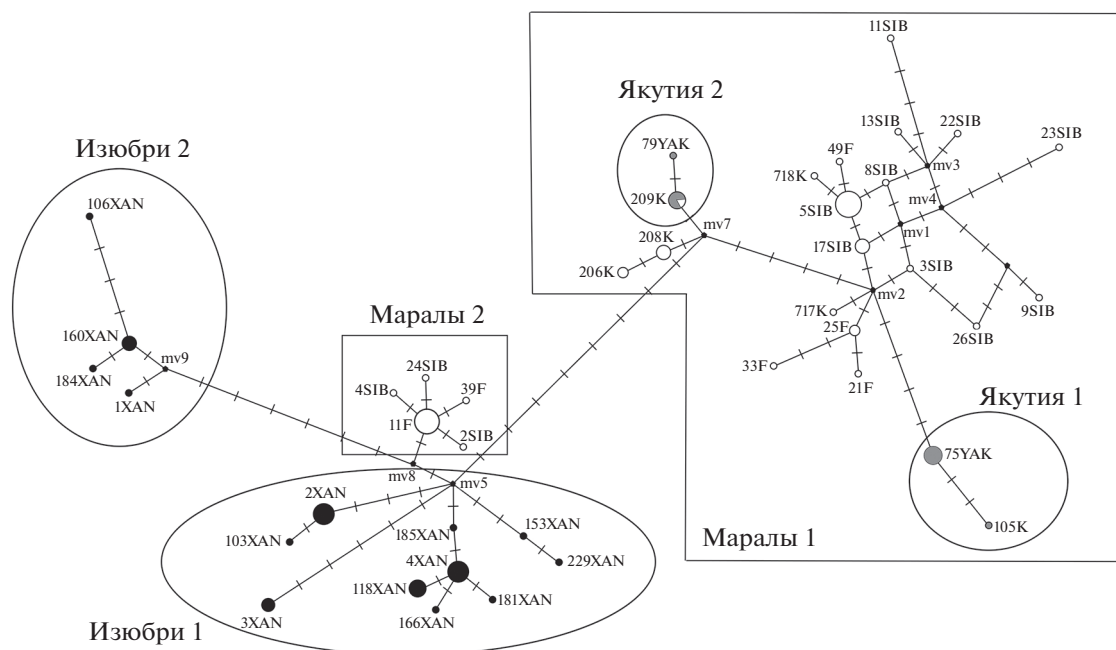 11SIB
Якутия 2
13SIB
22SIB
23SIB
79YAK
49F
718K
8SIB
mv3
Изюбри 2
209K
5SIB
mv4
106XAN
mv7
mv1
208K
17SIB
206K
3SIB
mv2
717K
9SIB
Маралы 2
25F
26SIB
160XAN
mv9
24SIB
33F
21F
184XAN
4SIB
39F
1XAN
11F
2SIB
Якутия 1
mv8
75YAK
mv5
2XAN
185XAN
153XAN
103XAN
105K
Маралы 1
4XAN
229XAN
118XAN
181XAN
3XAN
166XAN
Изюбри 1